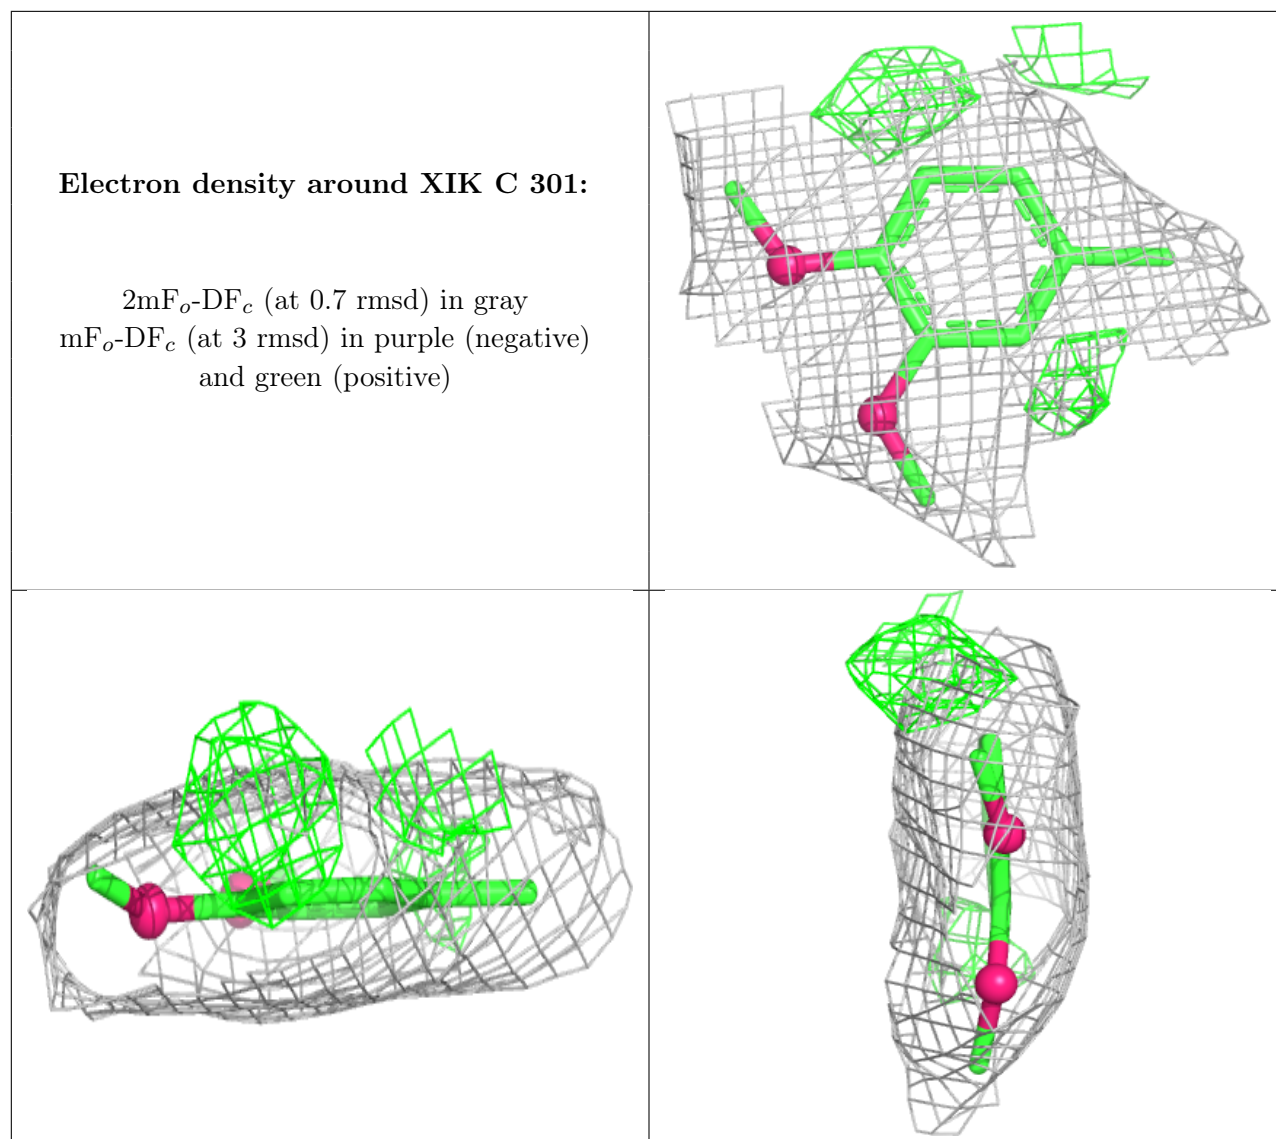 Electron density around XIK C 301:
2mFₒ-DF𝒸 (at 0.7 rmsd) in gray
mFₒ-DF𝒸 (at 3 rmsd) in purple (negative)
and green (positive)